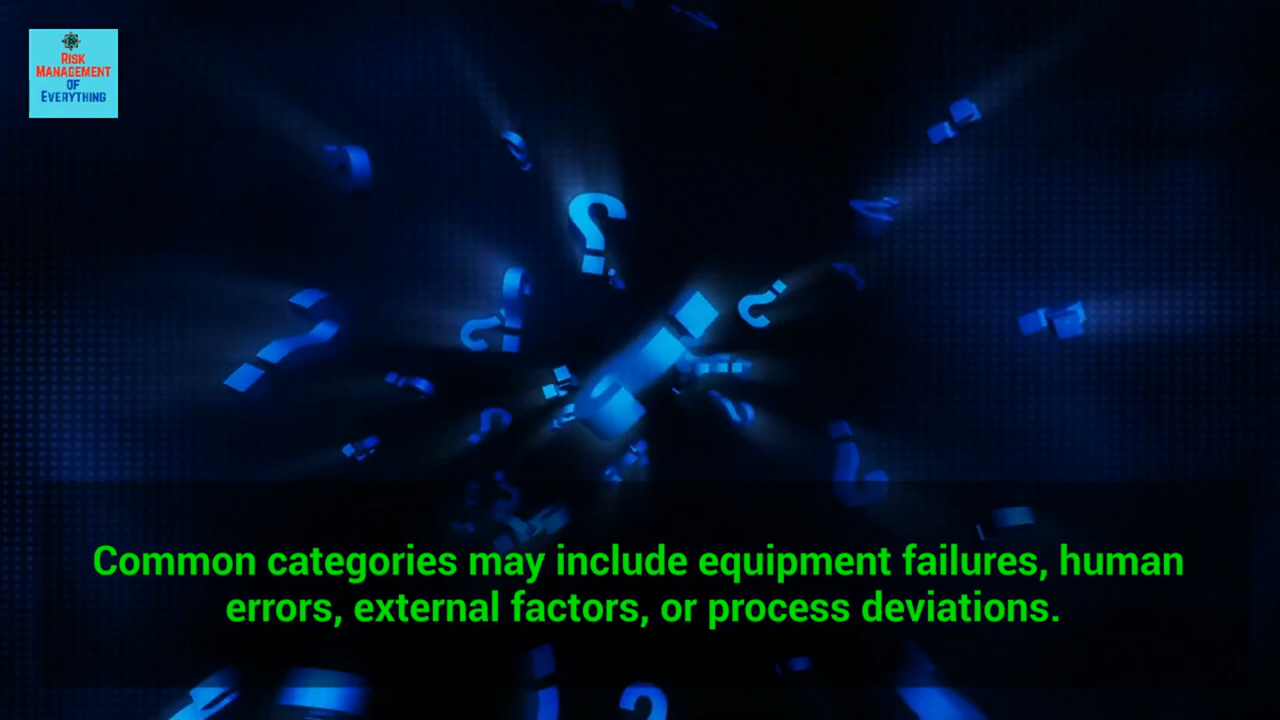 Risk
Management
of
Everything
Common categories may include equipment failures, human
errors, external factors, or process deviations.